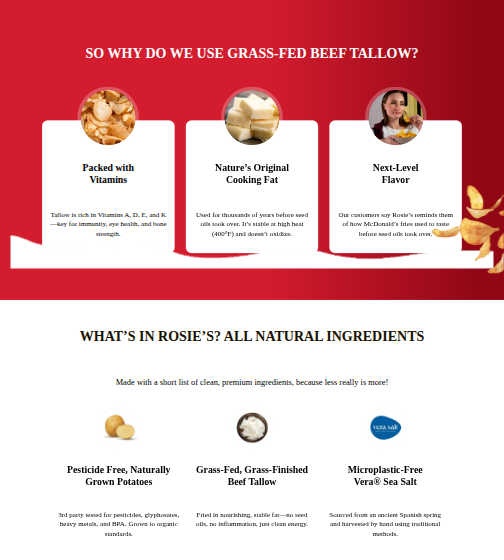 SO WHY DO WE USE GRASS-FED BEEF TALLOW?
Packed with
Vitamins
Tallow is rich in Vitamins A, D, E, and K
—key for immunity, eye health, and bone
strength.
Nature's Original
Cooking Fat
Used for thousands of years before seed
oils took over. It's stable at high heat
(400°F) and doesn't oxidize.
Next-Level
Flavor
Our customers say Rosie's reminds them
of how McDonald's fries used to taste
before seed oils took over.
WHAT'S IN ROSIE'S? ALL NATURAL INGREDIENTS
Made with a short list of clean, premium ingredients, because less really is more!
Pesticide Free, Naturally
Grown Potatoes
3rd party tested for pesticides, glyphosates,
heavy metals, and BPA. Grown to organic
standards.
Grass-Fed, Grass-Finished
Beef Tallow
Fried in nourishing, stable fat—no seed
oils, no inflammation, just clean energy.
vera salt
Microplastic-Free
Vera® Sea Salt
Sourced from an ancient Spanish spring
and harvested by hand using traditional
methods.